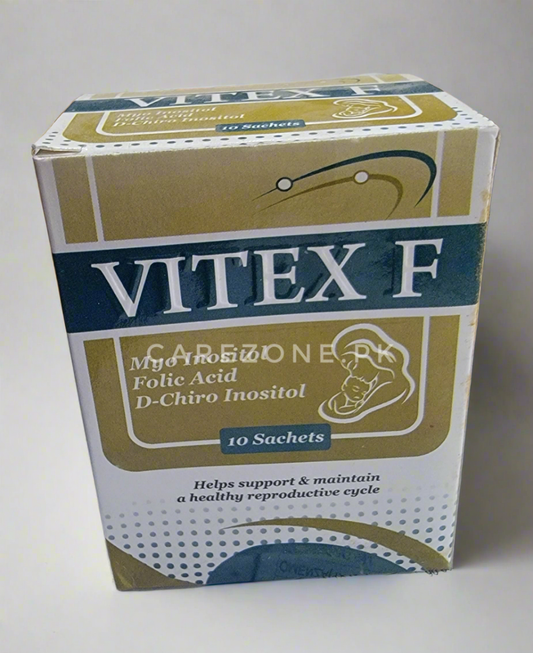 VITEX F
Myo Inositol
Folic Acid
D-Chiro Inositol
10 Sachets
VITEX F
CAREZONE.PK
Myo Inositol
Folic Acid
D-Chiro Inositol
10 Sachets
Helps support & maintain
a healthy reproductive cycle